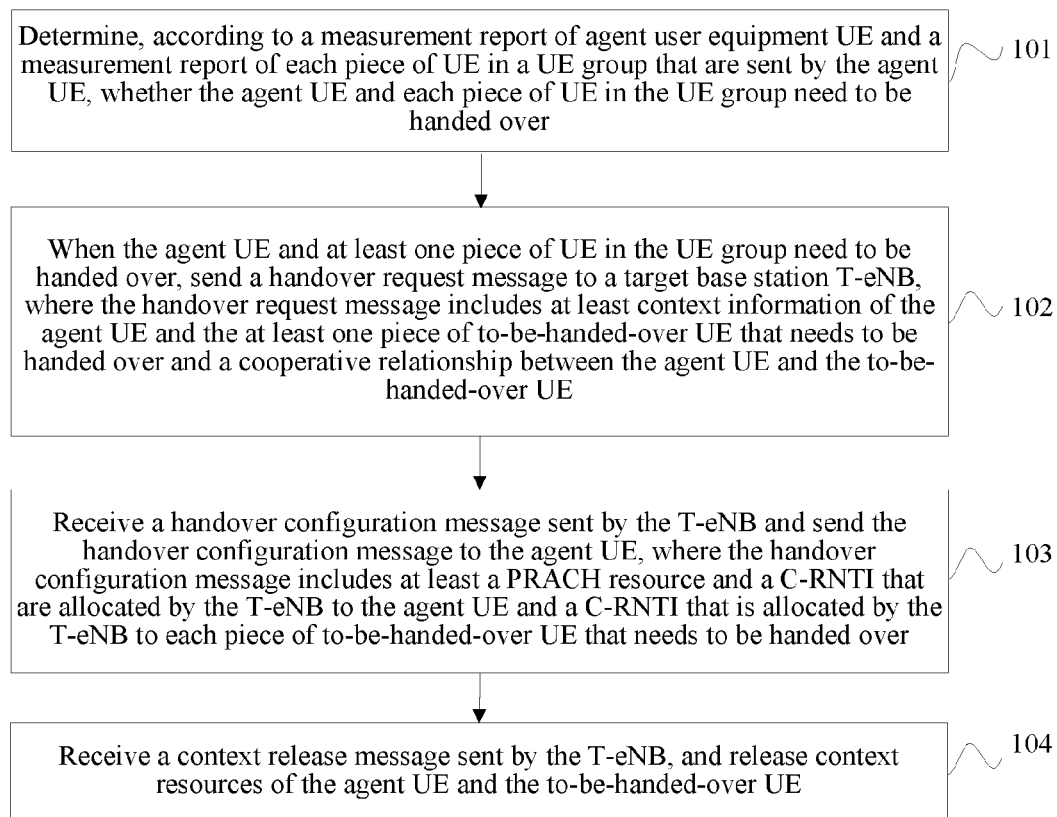 Determine, according to a measurement report of agent user equipment UE and a
measurement report of each piece of UE in a UE group that are sent by the agent
UE, whether the agent UE and each piece of UE in the UE group need to be
handed over
101
When the agent UE and at least one piece of UE in the UE group need to be
handed over, send a handover request message to a target base station T-eNB,
where the handover request message includes at least context information of the
agent UE and the at least one piece of to-be-handed-over UE that needs to be
handed over and a cooperative relationship between the agent UE and the to-be-
handed-over UE
102
Receive a handover configuration message sent by the T-eNB and send the
handover configuration message to the agent UE, where the handover
configuration message includes at least a PRACH resource and a C-RNTI that
are allocated by the T-eNB to the agent UE and a C-RNTI that is allocated by the
T-eNB to each piece of to-be-handed-over UE that needs to be handed over
103
Receive a context release message sent by the T-eNB, and release context
resources of the agent UE and the to-be-handed-over UE
104